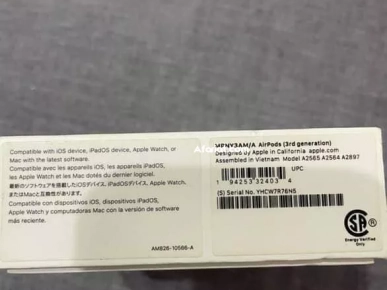 Compatible with iOS device, iPadOS device, Apple Watch, or
Mac with the latest software.
Compatible avec les appareils iOS, les appareils iPadOS,
les Apple Watch et les Mac dotés du dernier logiciel.
最新のソフトウェアを搭載したiOSデバイス、iPadOSデバイス、Apple Watch、
またはMacと互換性があります。
Compatible con dispositivos iOS, dispositivos iPadOS,
Apple Watch y computadoras Mac con la versión de software
más reciente.
AM826-10586-A
AirPods (3rd generation)
Designed by Apple in California apple.com
Assembled in Vietnam Model A2565 A2564 A2897
UPC
1 94253 32403 4
(S) Serial No. YHCW7R76N5
SA
Energy Verified